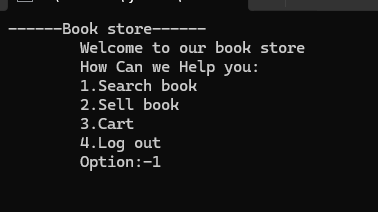 ------Book store------
Welcome to our book store
How Can we Help you:
1.Search book
2.Sell book
3.Cart
4.Log out
Option:-1